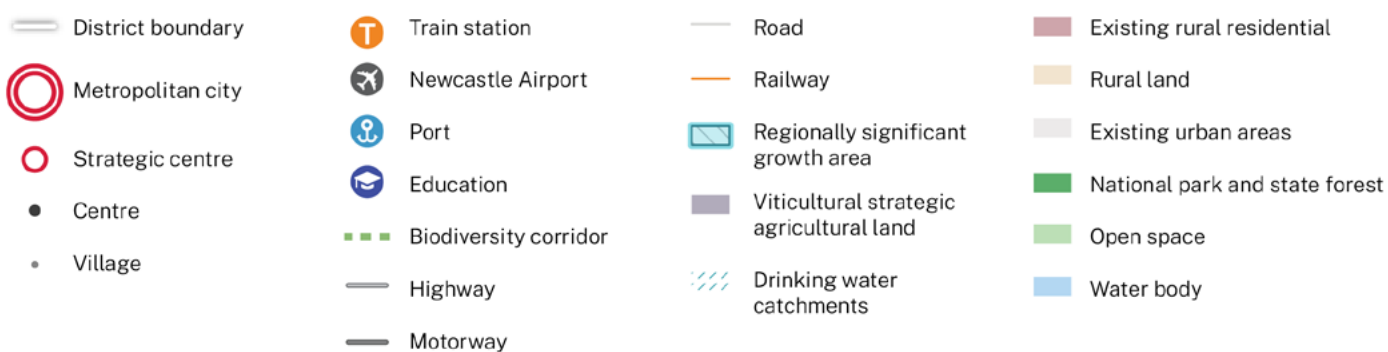 District boundary
Metropolitan city
Strategic centre
Centre
Village
T
Train station
Newcastle Airport
Port
Education
Biodiversity corridor
Highway
Motorway
Road
Railway
Regionally significant
growth area
Viticultural strategic
agricultural land
Drinking water
catchments
Existing rural residential
Rural land
Existing urban areas
National park and state forest
Open space
Water body